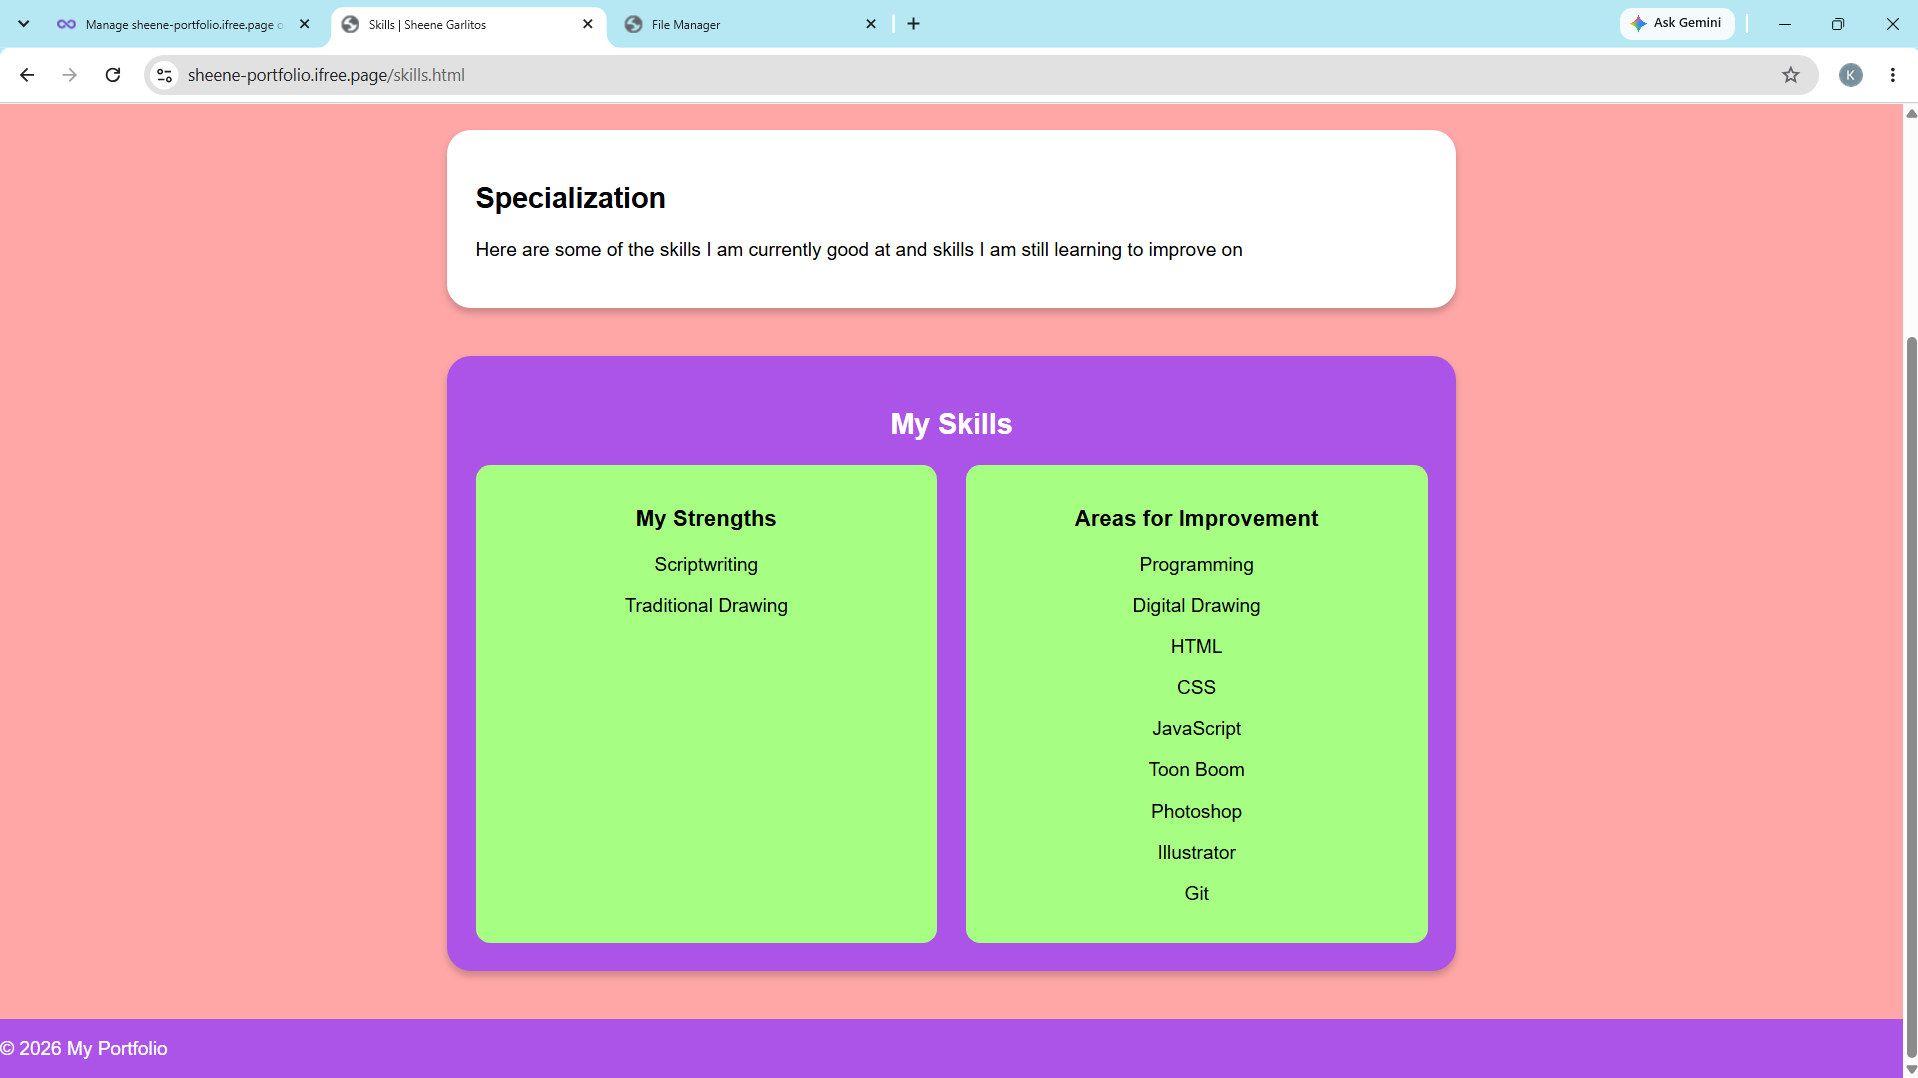 Manage sheene-portfolio.ifree.page
Skills | Sheene Garlitos
File Manager
Ask Gemini
sheene-portfolio.ifree.page/skills.html
K
Specialization
Here are some of the skills I am currently good at and skills I am still learning to improve on
My Skills
My Strengths
Scriptwriting
Traditional Drawing
Areas for Improvement
Programming
Digital Drawing
HTML
CSS
JavaScript
Toon Boom
Photoshop
Illustrator
Git
© 2026 My Portfolio